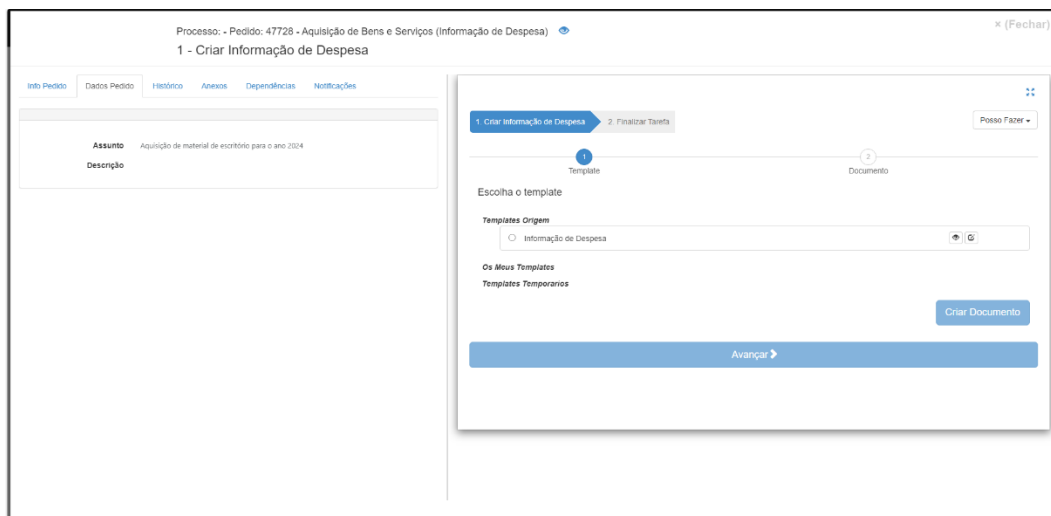 × (Fechar)
Processo: - Pedido: 47728 - Aquisição de Bens e Serviços (Informação de Despesa)
1 - Criar Informação de Despesa
Info Pedido Dados Pedido Histórico Anexos Dependências Notificações
Assunto Aquisição de material de escritório para o ano 2024
Descrição
1. Criar Informação de Despesa 2. Finalizar Tarefa Posso Fazer
1 2
Template Documento
Escolha o template
Templates Origem
Informação de Despesa
Os Meus Templates
Templates Temporarios
Criar Documento
Avançar